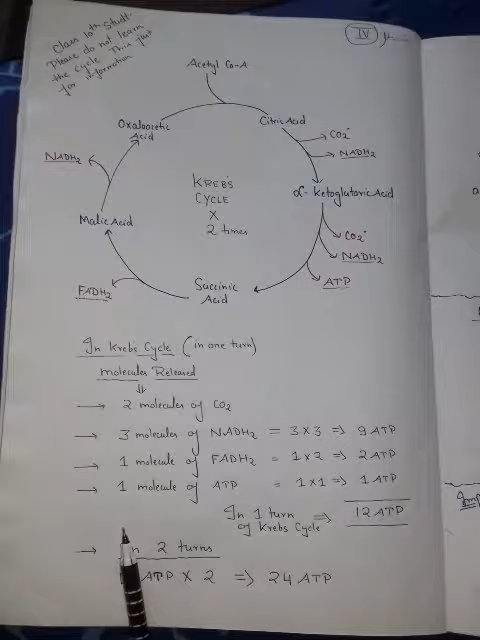 Class 10th studt
Please do not learn
the cycle. This just
for information
IV
Acetyl Co-A
Oxaloacetic
Acid
Citric Acid
CO2
NADH2
NADH2
KREB'S
CYCLE
X
2 times
α-Ketoglutaric Acid
Malic Acid
CO2
NADH2
ATP
Succinic
Acid
FADH2
In Kreb's Cycle (in one turn)
molecules Released
⇓
→ 2 molecules of CO2
→ 3 molecules of NADH2 = 3 x 3 ⇒ 9 ATP
→ 1 molecule of FADH2 = 1 x 2 ⇒ 2 ATP
→ 1 molecule of ATP = 1 x 1 ⇒ 1 ATP
In 1 turn ⇒ 12 ATP
of Krebs Cycle
→ In 2 turns
ATP X 2 ⇒ 24 ATP